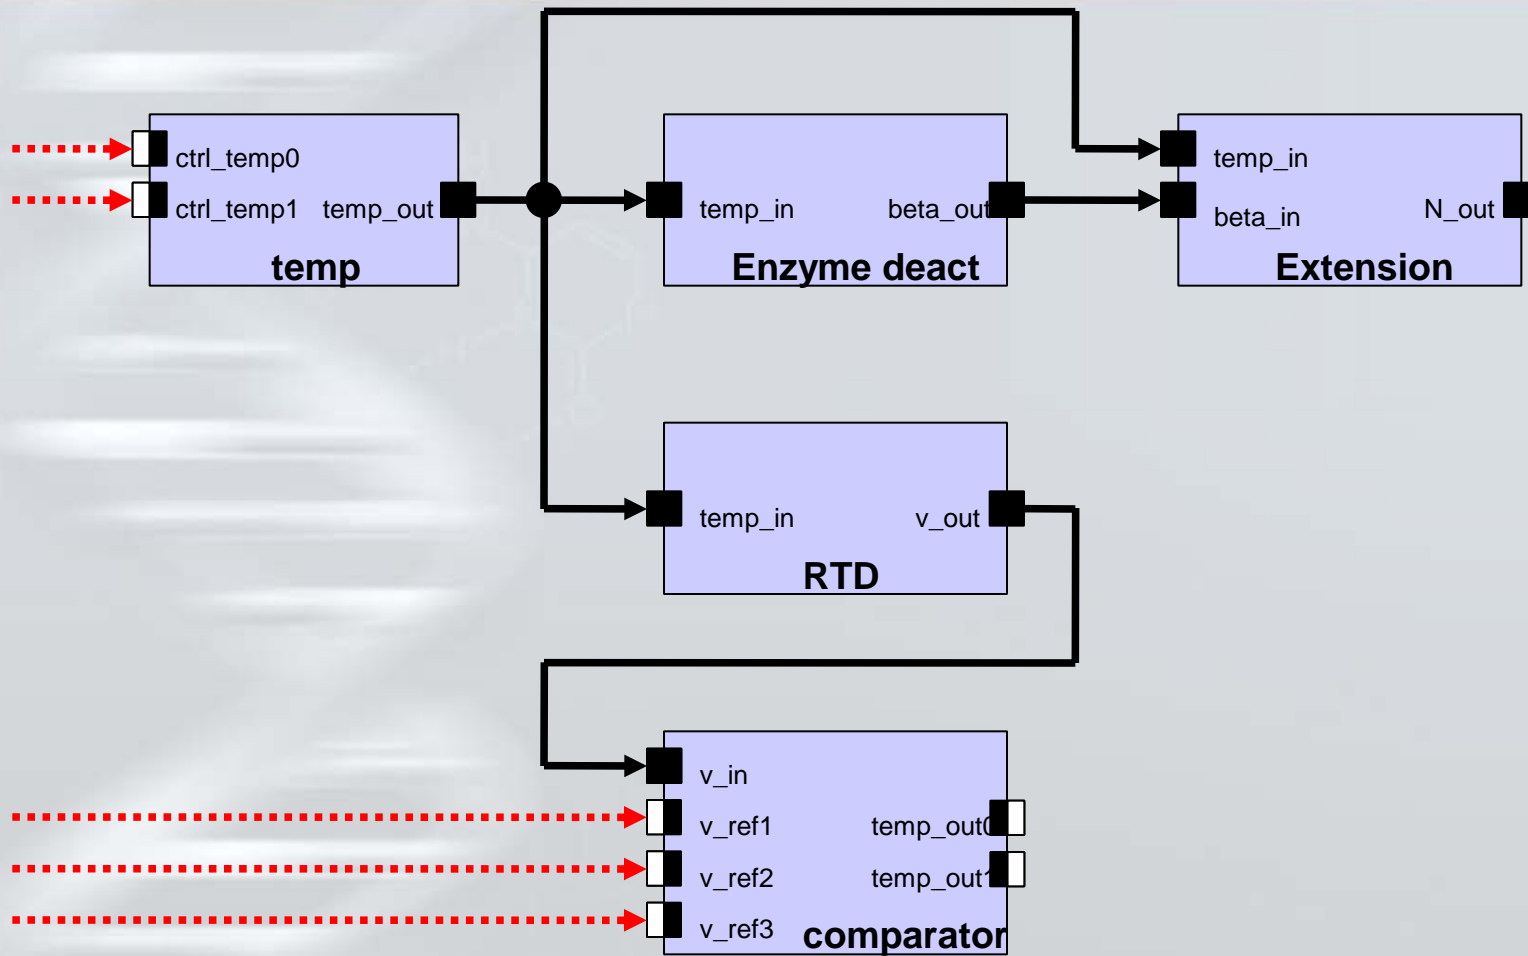 ctrl_temp0
ctrl_temp1 temp_out
temp
temp_in beta_out
Enzyme deact
temp_in
beta_in N_out
Extension
temp_in v_out
RTD
v_in
v_ref1 temp_out0
v_ref2 temp_out1
v_ref3
comparator